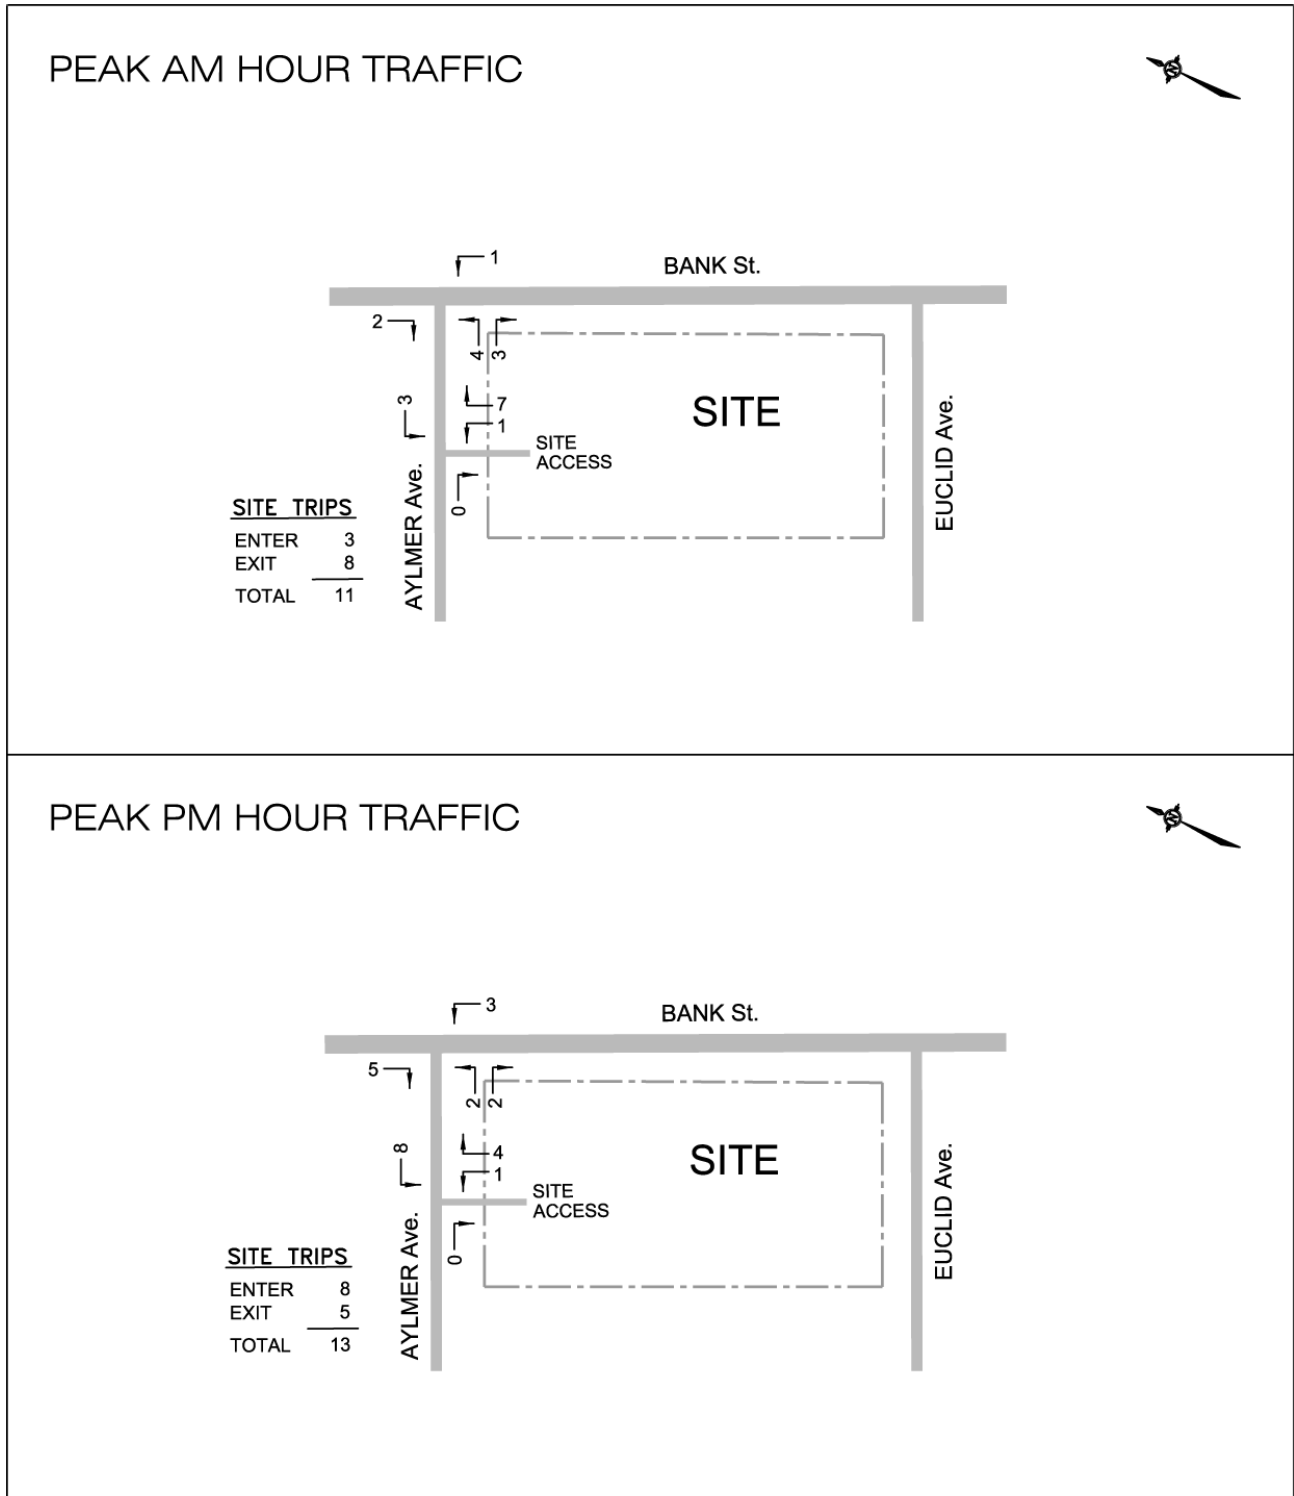 PEAK AM HOUR TRAFFIC
N
1
BANK St.
2
4
3
3
7
1
SITE
SITE
ACCESS
0
AYLMER Ave.
EUCLID Ave.
SITE TRIPS
ENTER 3
EXIT 8
TOTAL 11
PEAK PM HOUR TRAFFIC
N
3
BANK St.
5
2
2
8
4
1
SITE
SITE
ACCESS
0
AYLMER Ave.
EUCLID Ave.
SITE TRIPS
ENTER 8
EXIT 5
TOTAL 13